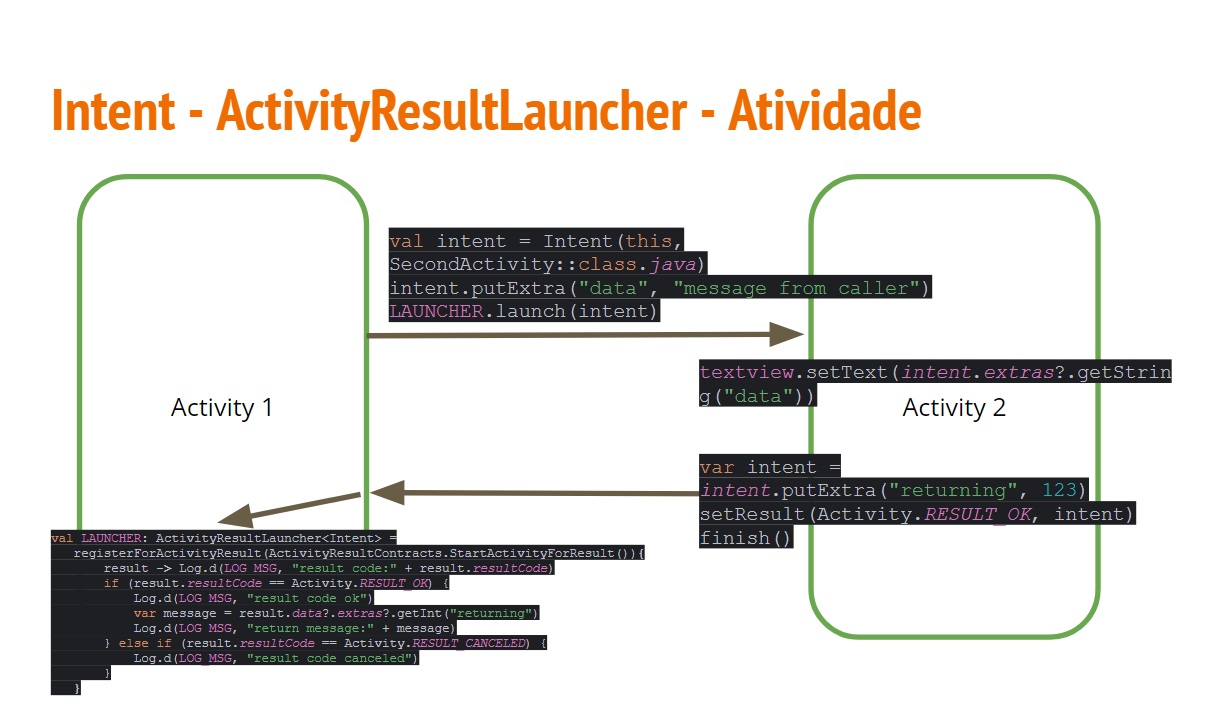 Intent - ActivityResultLauncher - Atividade
val intent = Intent(this,
SecondActivity::class.java)
intent.putExtra("data", "message from caller")
LAUNCHER.launch(intent)
textview.setText(intent.extras?.getStrin
g("data"))
Activity 1
Activity 2
var intent =
intent.putExtra("returning", 123)
setResult(Activity.RESULT_OK, intent)
finish()
val LAUNCHER: ActivityResultLauncher<Intent> =
registerForActivityResult(ActivityResultContracts.StartActivityForResult()){
result -> Log.d(LOG_MSG, "result code:" + result.resultCode)
if (result.resultCode == Activity.RESULT_OK) {
Log.d(LOG_MSG, "result code ok")
var message = result.data?.extras?.getInt("returning")
Log.d(LOG_MSG, "return message:" + message)
} else if (result.resultCode == Activity.RESULT_CANCELED) {
Log.d(LOG_MSG, "result code canceled")
}
}